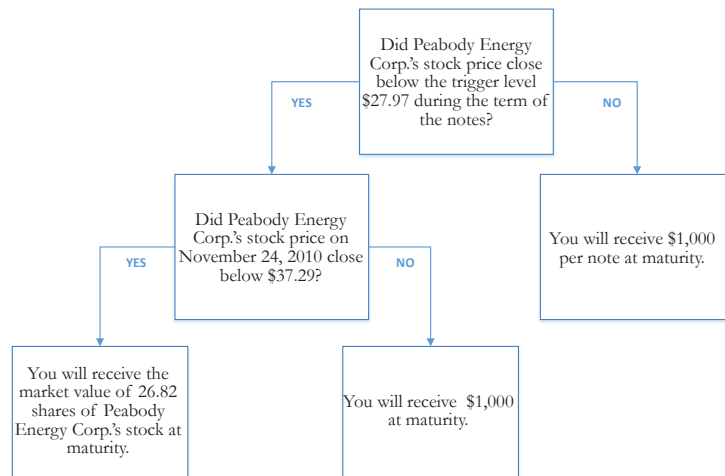 Did Peabody Energy
Corp.'s stock price close
below the trigger level
$27.97 during the term of
the notes?
YES
NO
Did Peabody Energy
Corp.'s stock price on
November 24, 2010 close
below $37.29?
You will receive $1,000
per note at maturity.
YES
NO
You will receive the
market value of 26.82
shares of Peabody
Energy Corp.'s stock at
maturity.
You will receive $1,000
at maturity.